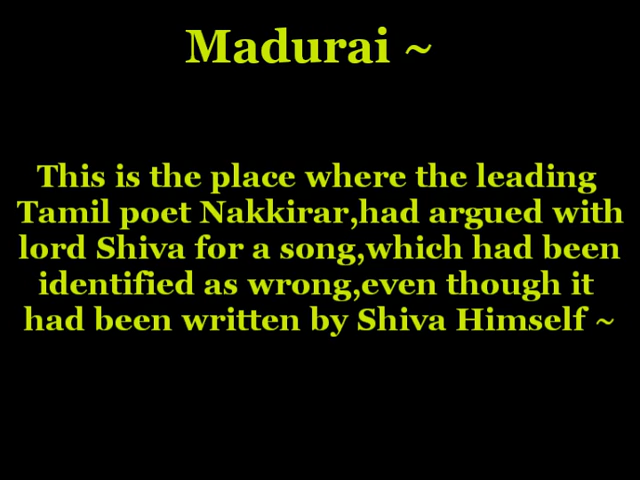 Madurai ~
This is the place where the leading
Tamil poet Nakkirar,had argued with
lord Shiva for a song,which had been
identified as wrong,even though it
had been written by Shiva Himself ~